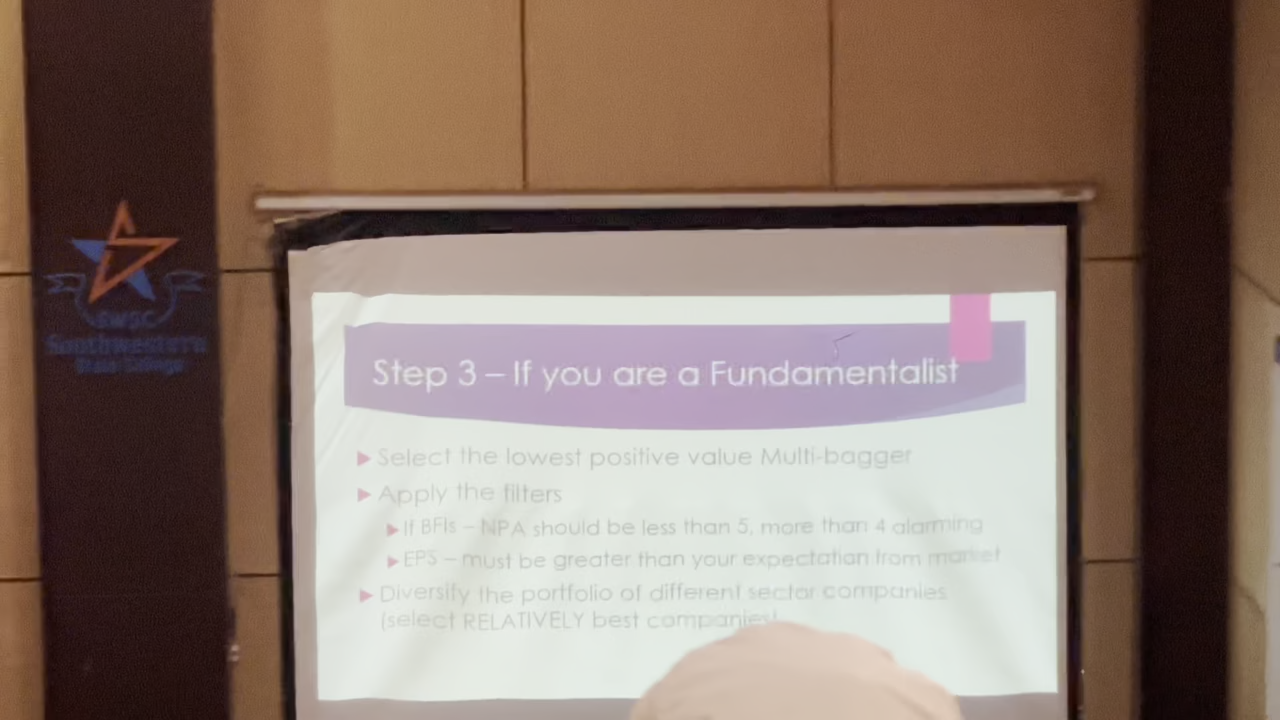 SWSC
Southwestern
State College
Step 3 – If you are a Fundamentalist
Select the lowest positive value Multi-bagger
Apply the filters
If BFIs – NPA should be less than 5, more than 4 alarming
EPS – must be greater than your expectation from market
Diversify the portfolio of different sector companies
(select RELATIVELY best companies)